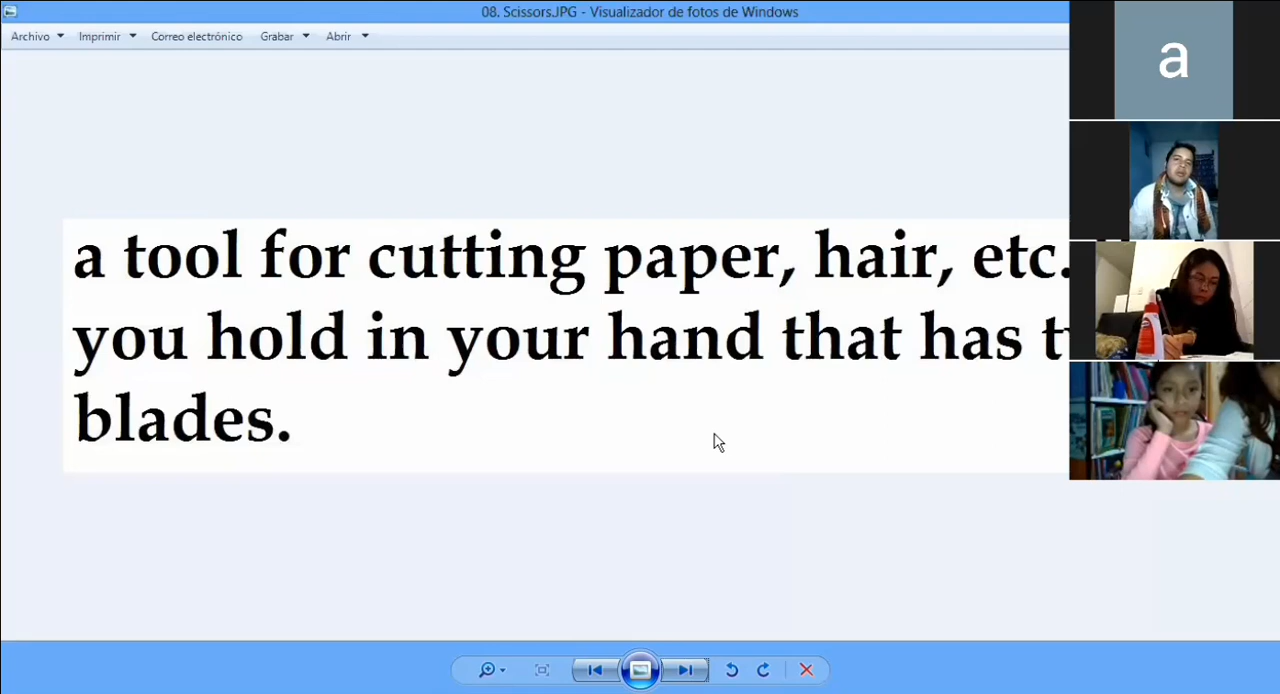 08. Scissors.JPG - Visualizador de fotos de Windows
Archivo Imprimir Correo electrónico Grabar Abrir
a
a tool for cutting paper, hair, etc.
you hold in your hand that has
blades.